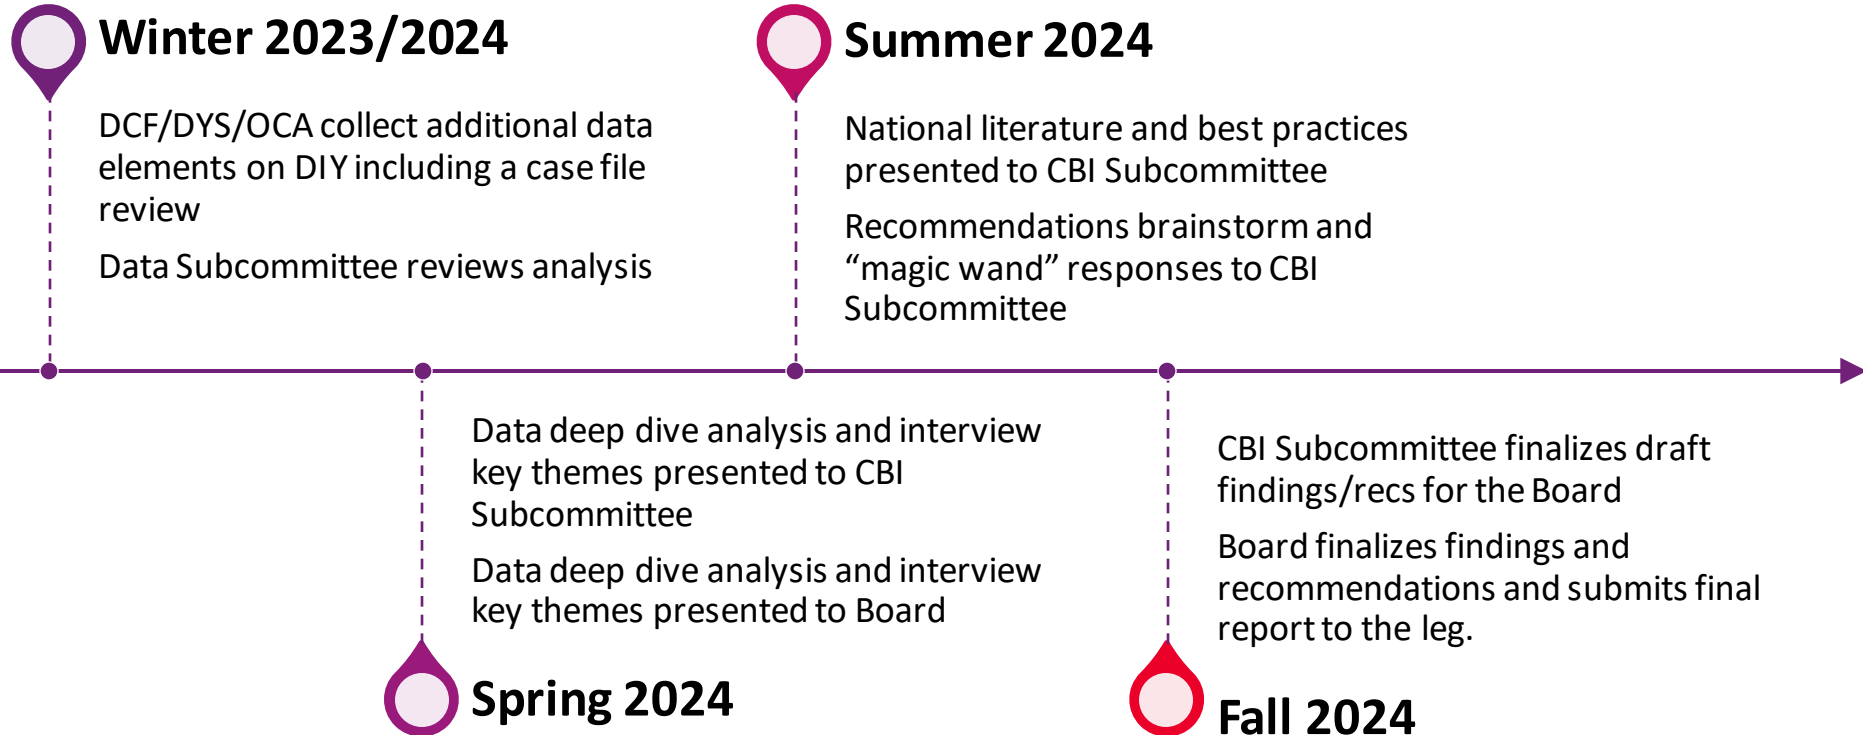 Winter 2023/2024
DCF/DYS/OCA collect additional data
elements on DIY including a case file
review
Data Subcommittee reviews analysis
Summer 2024
National literature and best practices
presented to CBI Subcommittee
Recommendations brainstorm and
“magic wand” responses to CBI
Subcommittee
Data deep dive analysis and interview
key themes presented to CBI
Subcommittee
Data deep dive analysis and interview
key themes presented to Board
Spring 2024
CBI Subcommittee finalizes draft
findings/recs for the Board
Board finalizes findings and
recommendations and submits final
report to the leg.
Fall 2024